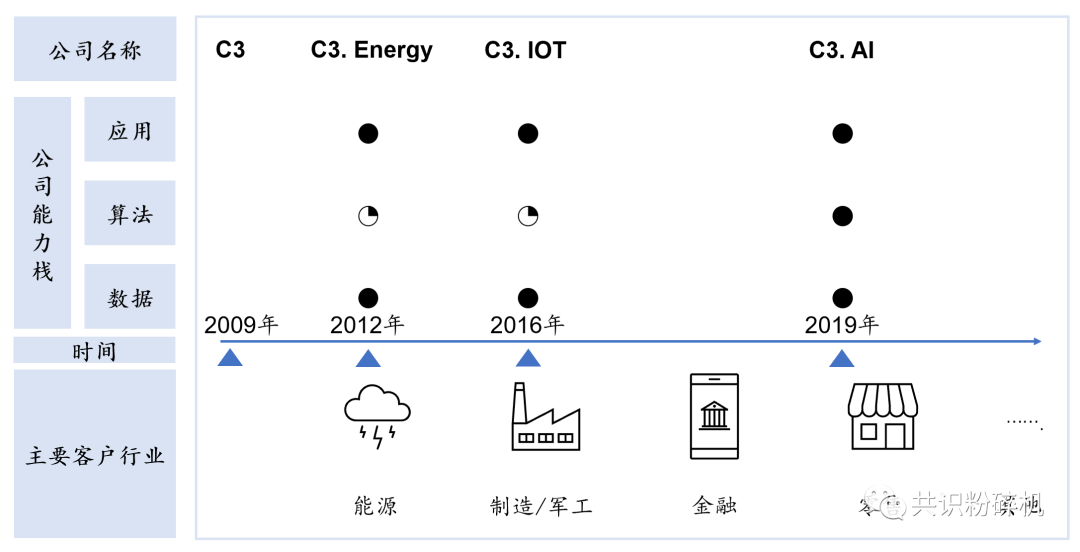 公司名称
C3
C3. Energy
C3. IOT
C3. AI
公司能力栈
应用
算法
数据
2009年
2012年
2016年
2019年
时间
主要客户行业
…….
能源
制造/军工
金融
零售
共识粉碎机
其他